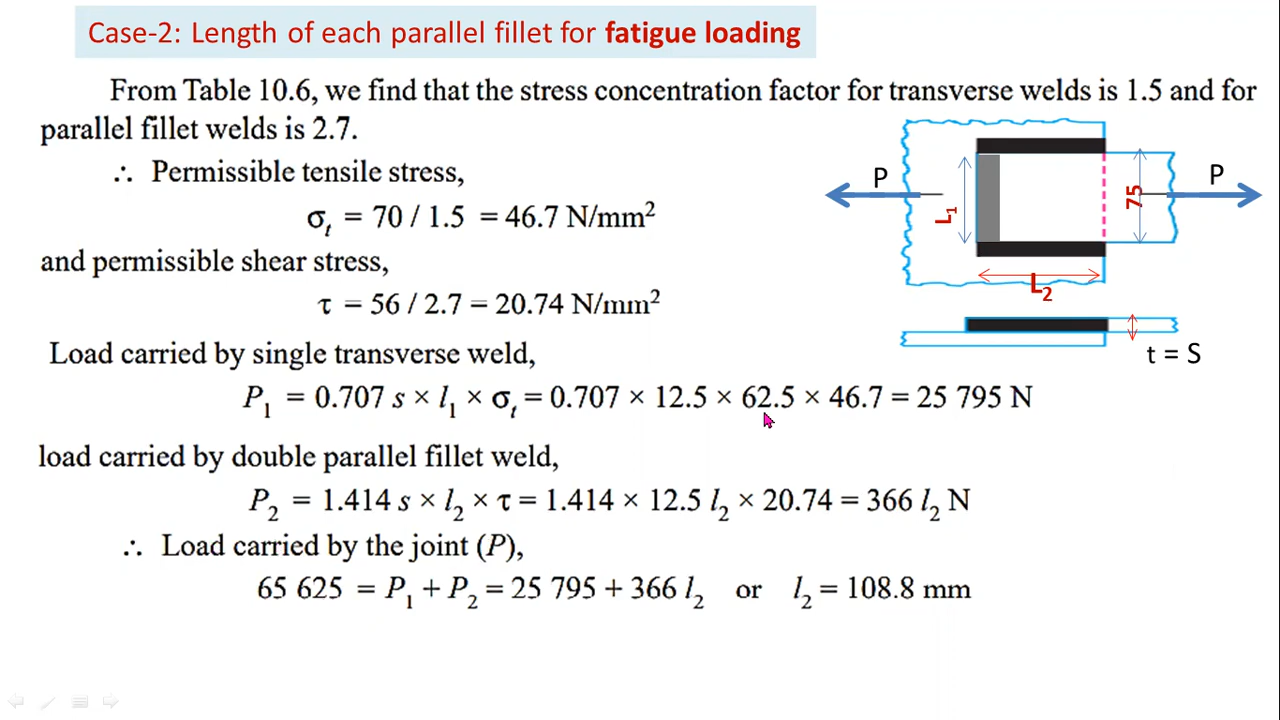 Case-2: Length of each parallel fillet for fatigue loading
From Table 10.6, we find that the stress concentration factor for transverse welds is 1.5 and for
parallel fillet welds is 2.7.
∴ Permissible tensile stress,
σt = 70 / 1.5 = 46.7 N/mm²
and permissible shear stress,
τ = 56 / 2.7 = 20.74 N/mm²
Load carried by single transverse weld,
P₁ = 0.707 s × l₁ × σt = 0.707 × 12.5 × 62.5 × 46.7 = 25 795 N
load carried by double parallel fillet weld,
P₂ = 1.414 s × l₂ × τ = 1.414 × 12.5 l₂ × 20.74 = 366 l₂ N
∴ Load carried by the joint (P),
65 625 = P₁ + P₂ = 25 795 + 366 l₂ or l₂ = 108.8 mm
P
L₁
75
P
L₂
t = S